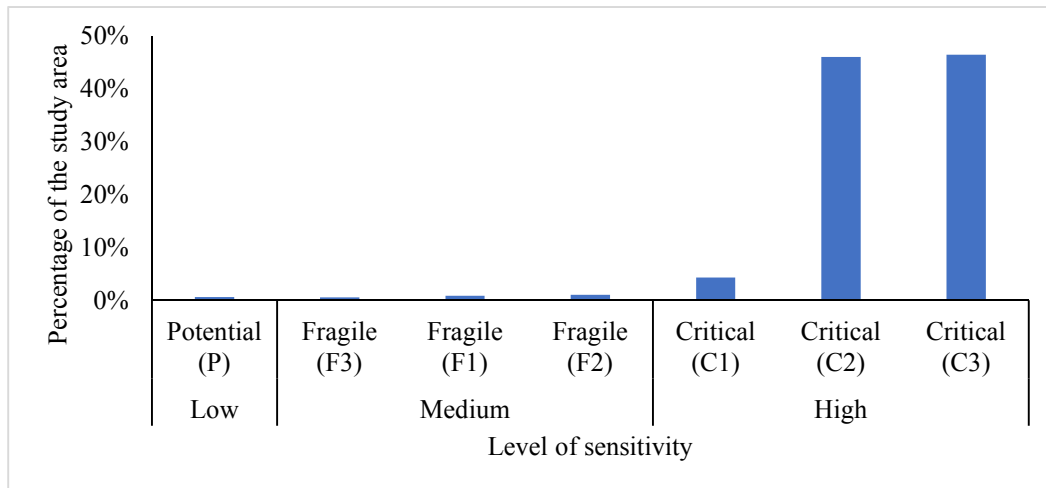 Percentage of the study area
50%
40%
30%
20%
10%
0%
Potential Fragile Fragile Fragile Critical Critical Critical
(P) (F3) (F1) (F2) (C1) (C2) (C3)
Low Medium High
Level of sensitivity